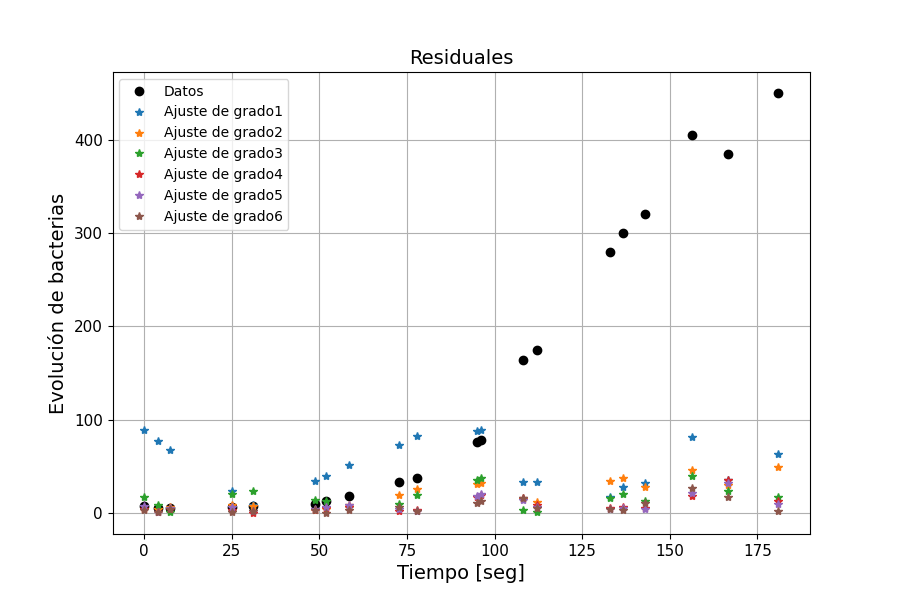 Residuales
Datos
Ajuste de grado1
Ajuste de grado2
Ajuste de grado3
Ajuste de grado4
Ajuste de grado5
Ajuste de grado6
Evolución de bacterias
400
300
200
100
0
0 25 50 75 100 125 150 175
Tiempo [seg]